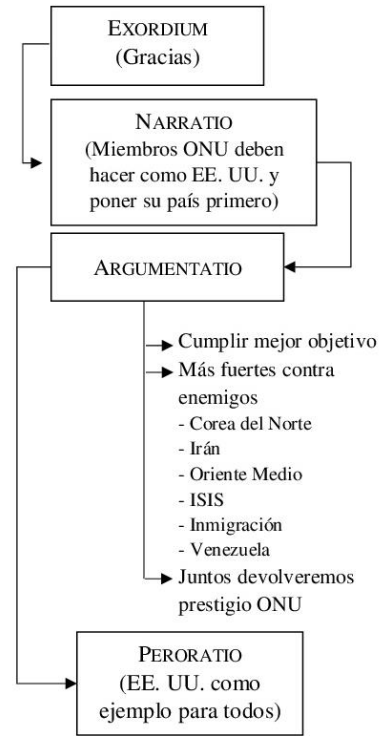 EXORDIUM
(Gracias)
NARRATIO
(Miembros ONU deben
hacer como EE. UU. y
poner su país primero)
ARGUMENTATIO
Cumplir mejor objetivo
Más fuertes contra
enemigos
- Corea del Norte
- Irán
- Oriente Medio
- ISIS
- Inmigración
- Venezuela
Juntos devolveremos
prestigio ONU
PERORATIO
(EE. UU. como
ejemplo para todos)